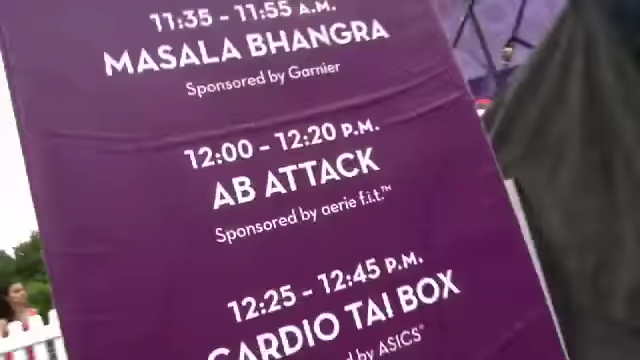 11:35 - 11:55 A.M.
MASALA BHANGRA
Sponsored by Garnier
12:00 - 12:20 P.M.
AB ATTACK
Sponsored by aerie f.i.t.™
12:25 - 12:45 P.M.
CARDIO TAI BOX
by ASICS®